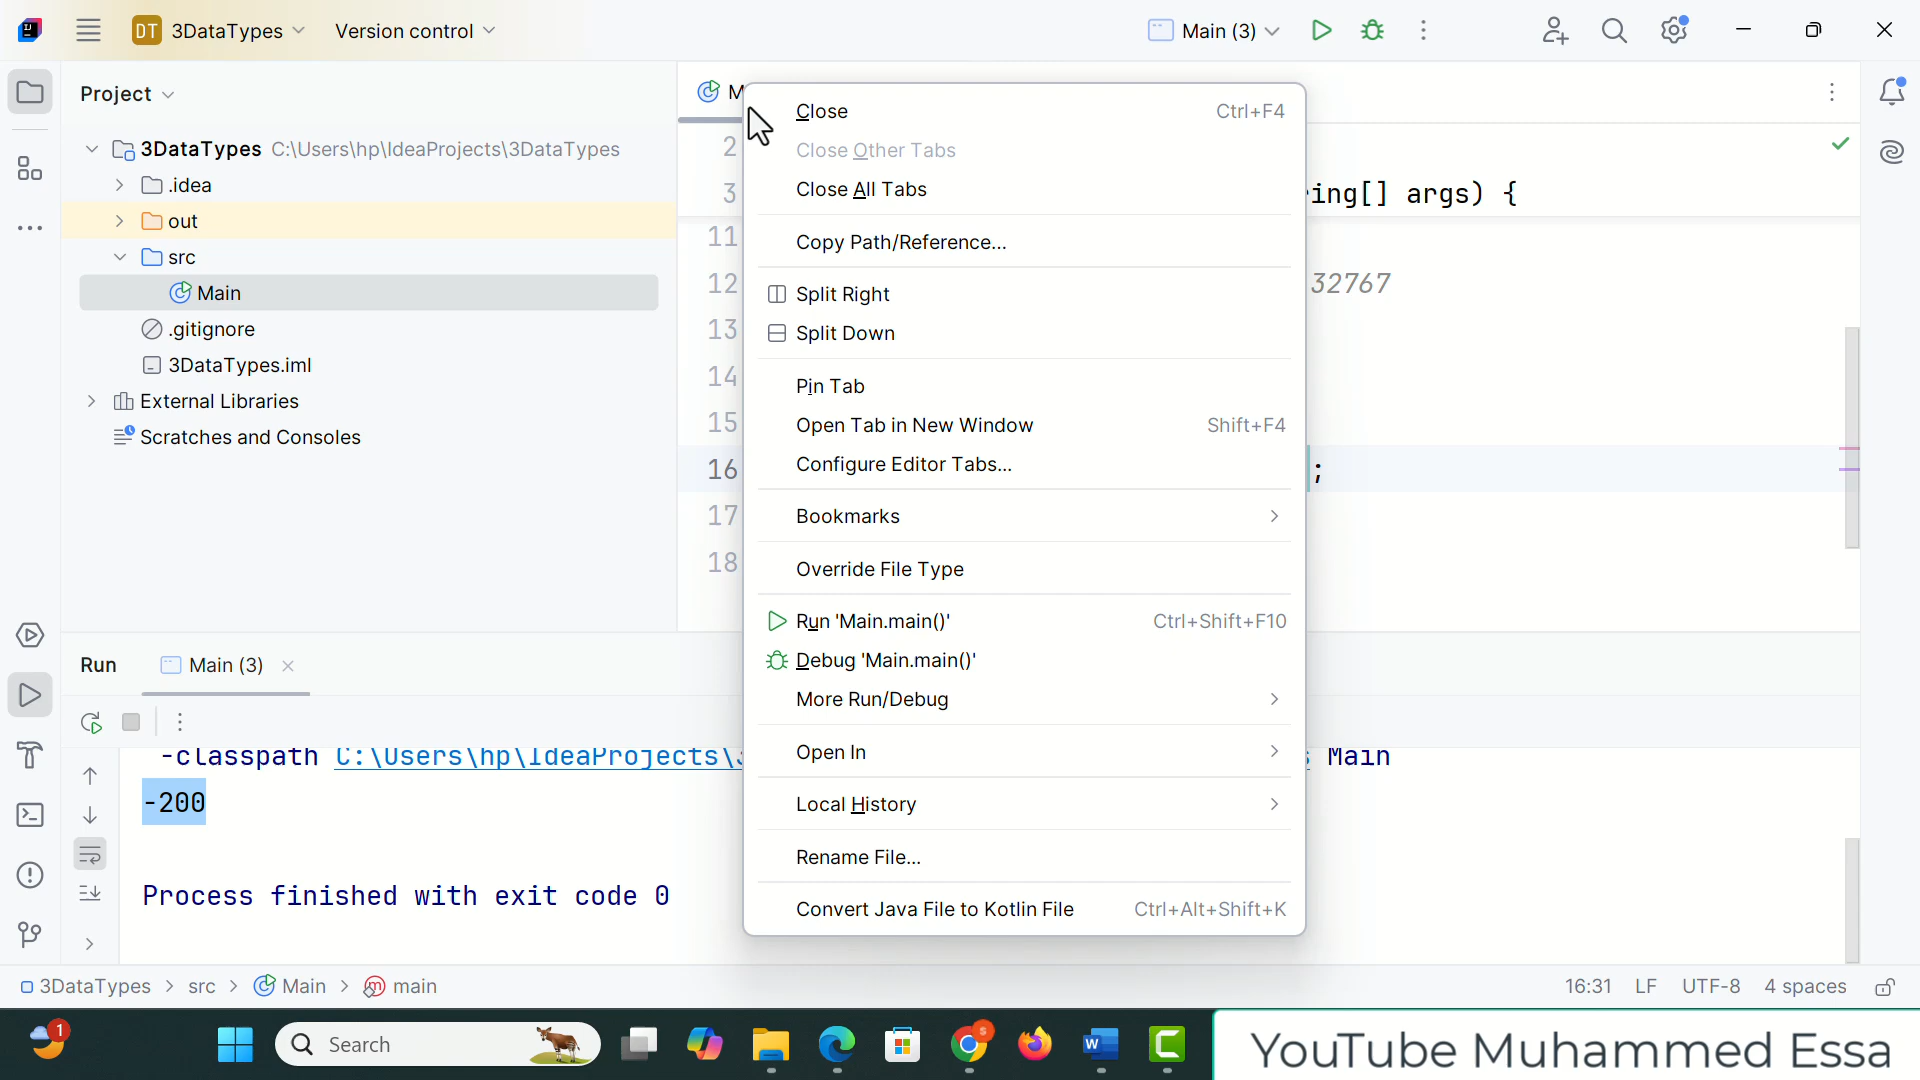 DT 3DataTypes Version control Main (3)
Project
M
3DataTypes C:\Users\hp\IdeaProjects\3DataTypes
.idea
out
src
Main
.gitignore
3DataTypes.iml
External Libraries
Scratches and Consoles
2
3 ring[] args) {
11
12 32767
13
14
15
16 ;
17
18
Close Ctrl+F4
Close Other Tabs
Close All Tabs
Copy Path/Reference...
Split Right
Split Down
Pin Tab
Open Tab in New Window Shift+F4
Configure Editor Tabs...
Bookmarks
Override File Type
Run 'Main.main()' Ctrl+Shift+F10
Debug 'Main.main()'
More Run/Debug
Open In
Local History
Rename File...
Convert Java File to Kotlin File Ctrl+Alt+Shift+K
Run Main (3)
-classpath C:\Users\hp\IdeaProjects\ Main
-200
Process finished with exit code 0
3DataTypes > src > Main > main 16:31 LF UTF-8 4 spaces
1 Search
YouTube Muhammed Essa